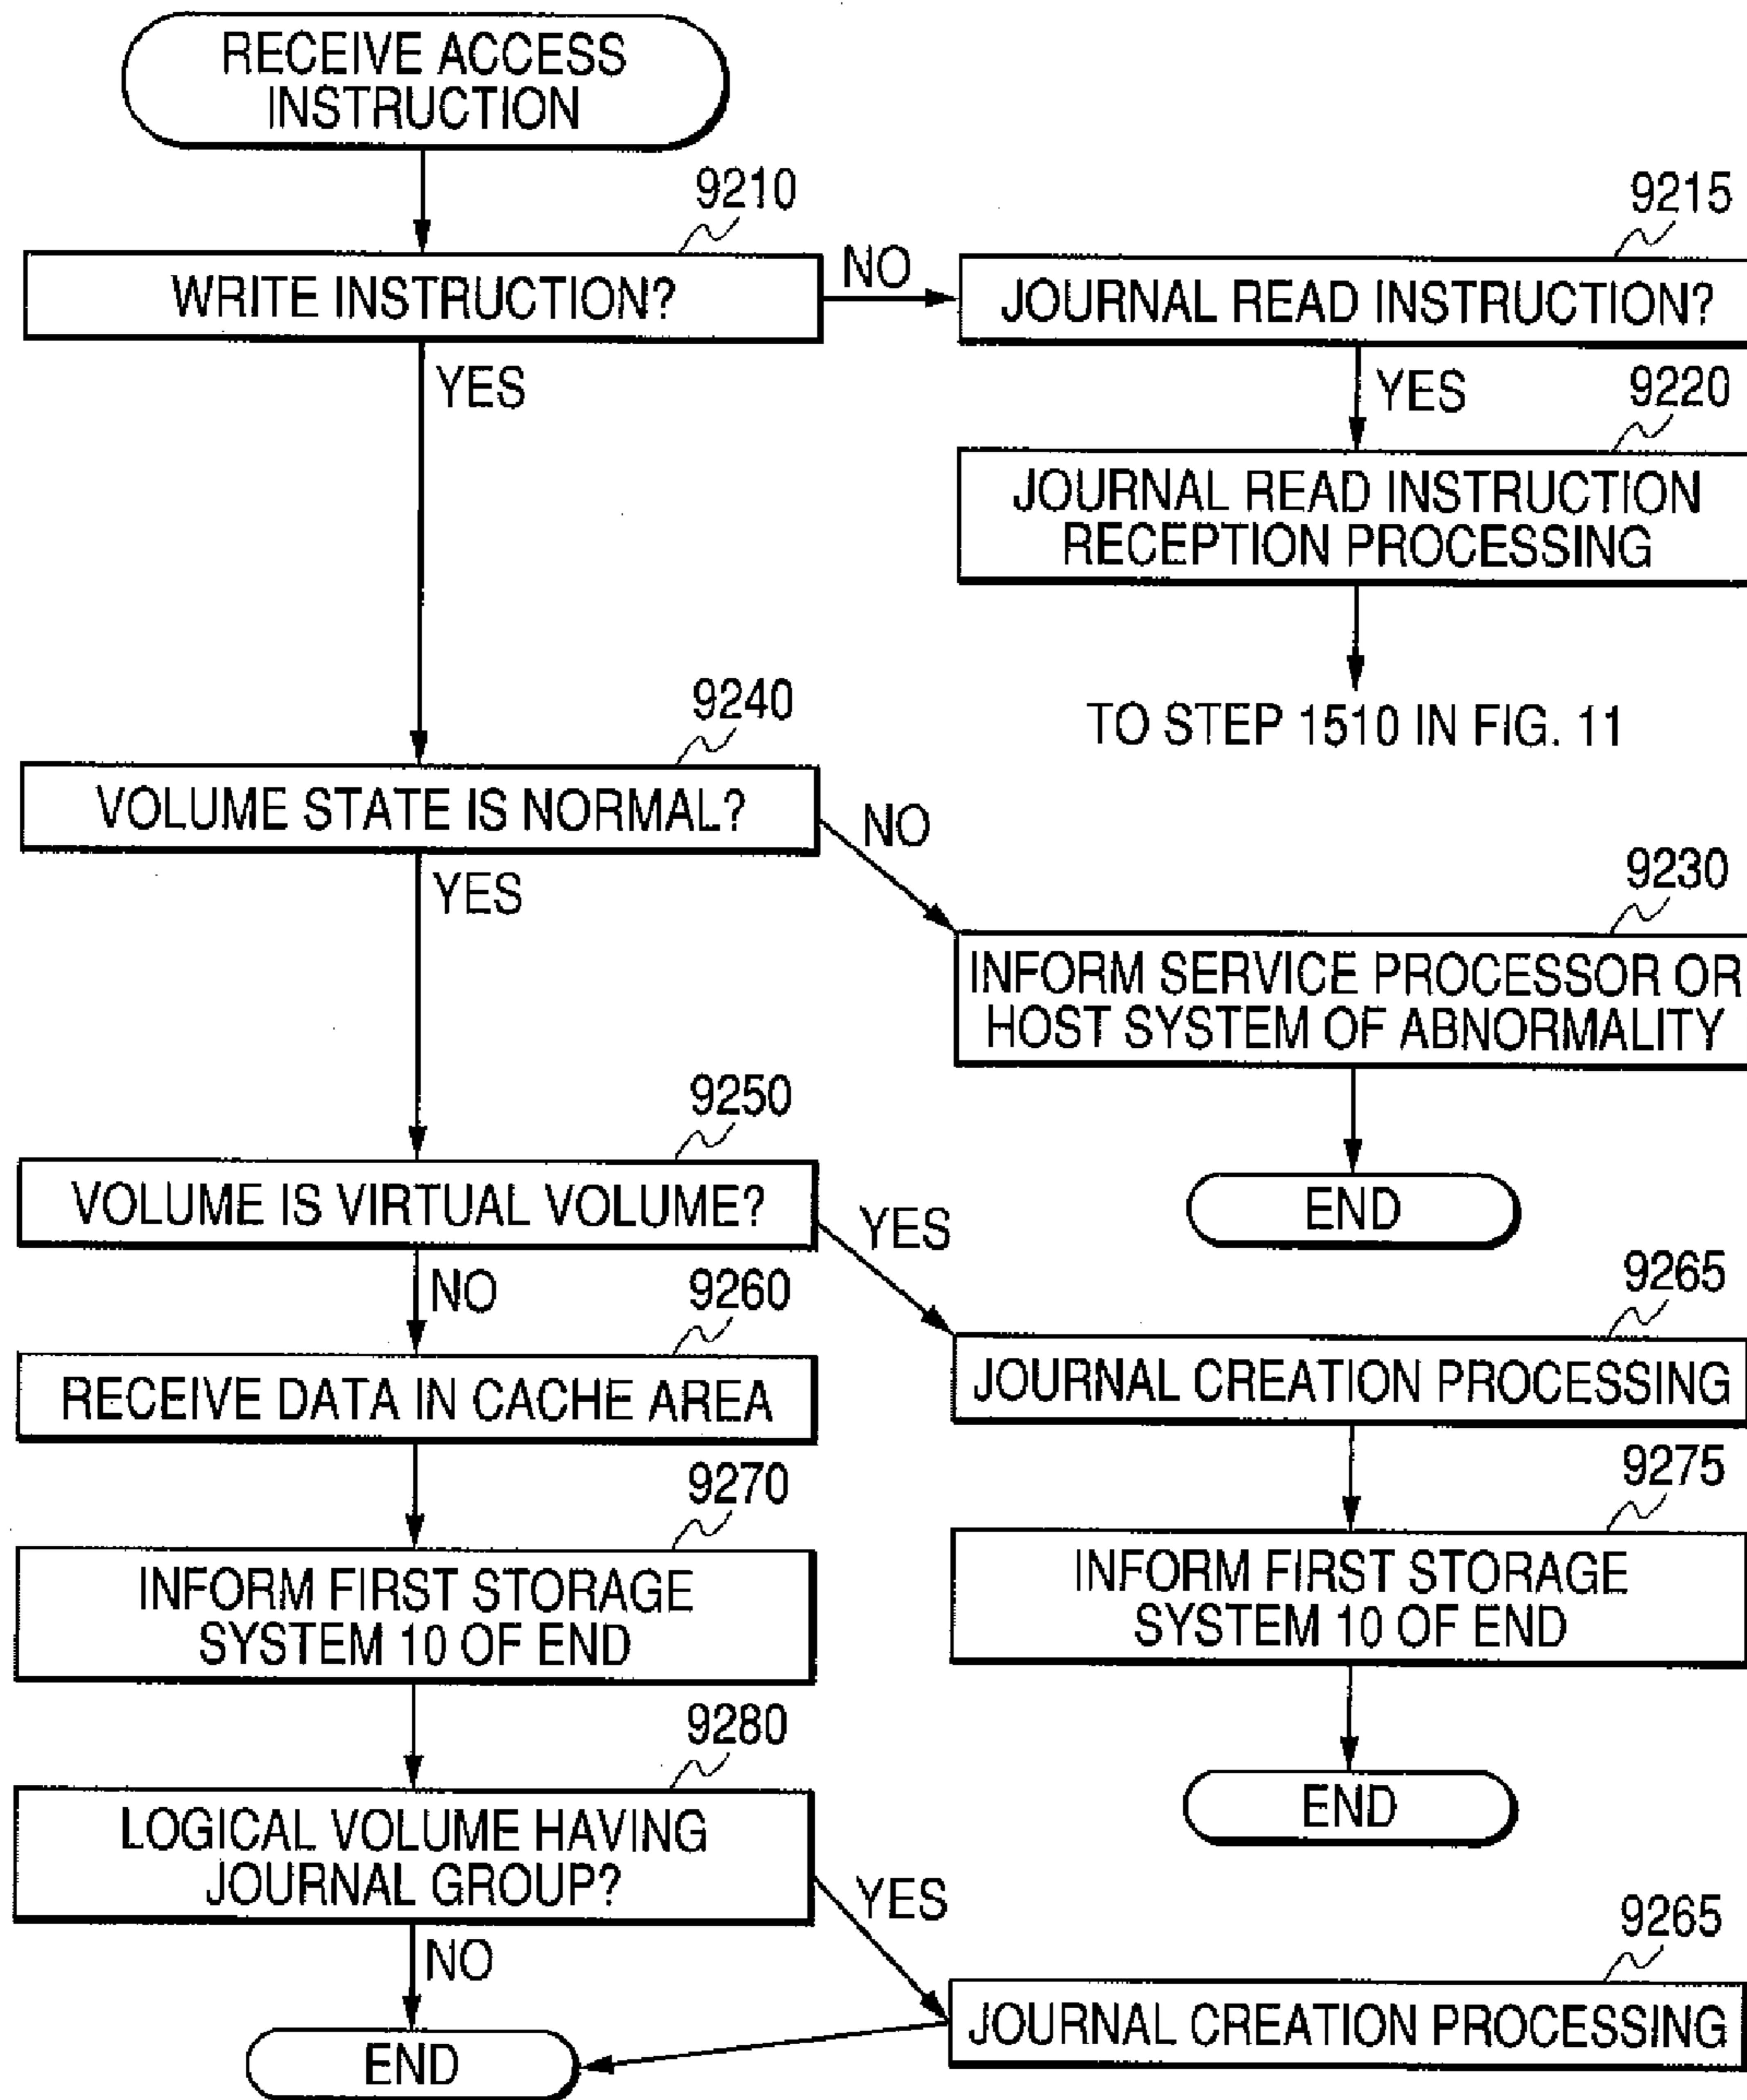 RECEIVE ACCESS
INSTRUCTION
9210
WRITE INSTRUCTION?
NO
9215
JOURNAL READ INSTRUCTION?
YES
YES
9220
JOURNAL READ INSTRUCTION
RECEPTION PROCESSING
TO STEP 1510 IN FIG. 11
9240
VOLUME STATE IS NORMAL?
NO
YES
9230
INFORM SERVICE PROCESSOR OR
HOST SYSTEM OF ABNORMALITY
END
9250
VOLUME IS VIRTUAL VOLUME?
YES
NO
9260
RECEIVE DATA IN CACHE AREA
9265
JOURNAL CREATION PROCESSING
9270
INFORM FIRST STORAGE
SYSTEM 10 OF END
9275
INFORM FIRST STORAGE
SYSTEM 10 OF END
END
9280
LOGICAL VOLUME HAVING
JOURNAL GROUP?
YES
NO
9265
JOURNAL CREATION PROCESSING
END